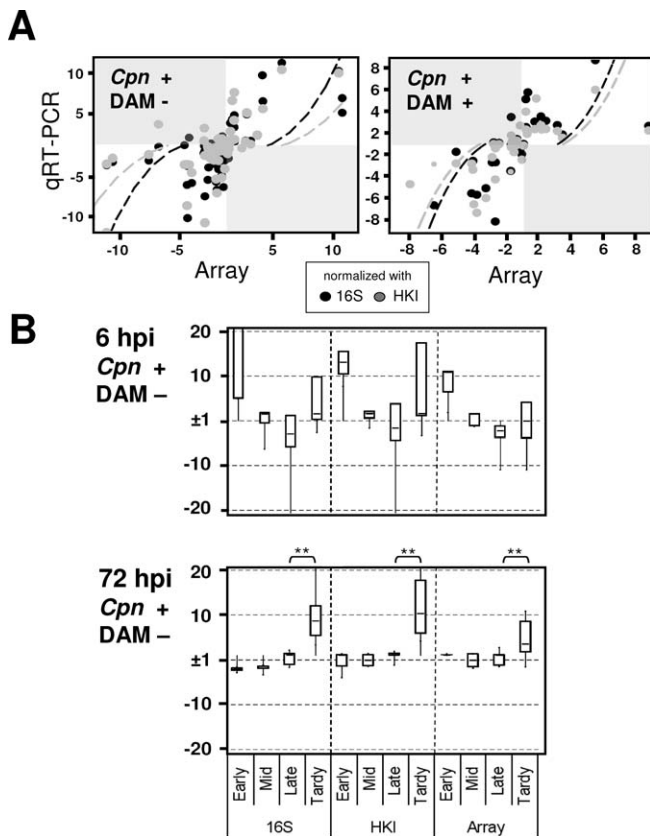 A
Cpn +
DAM -
qRT-PCR
10
5
-5
-10
-10
-5
5
10
Array
Cpn +
DAM +
8
6
4
2
-2
-4
-6
-8
-8
-6
-4
-2
2
4
6
8
Array
normalized with
16S HKI
B
6 hpi
Cpn +
DAM –
20
10
±1
-10
-20
72 hpi
Cpn +
DAM –
** ** **
20
10
±1
-10
-20
Early Mid Late Tardy Early Mid Late Tardy Early Mid Late Tardy
16S HKI Array